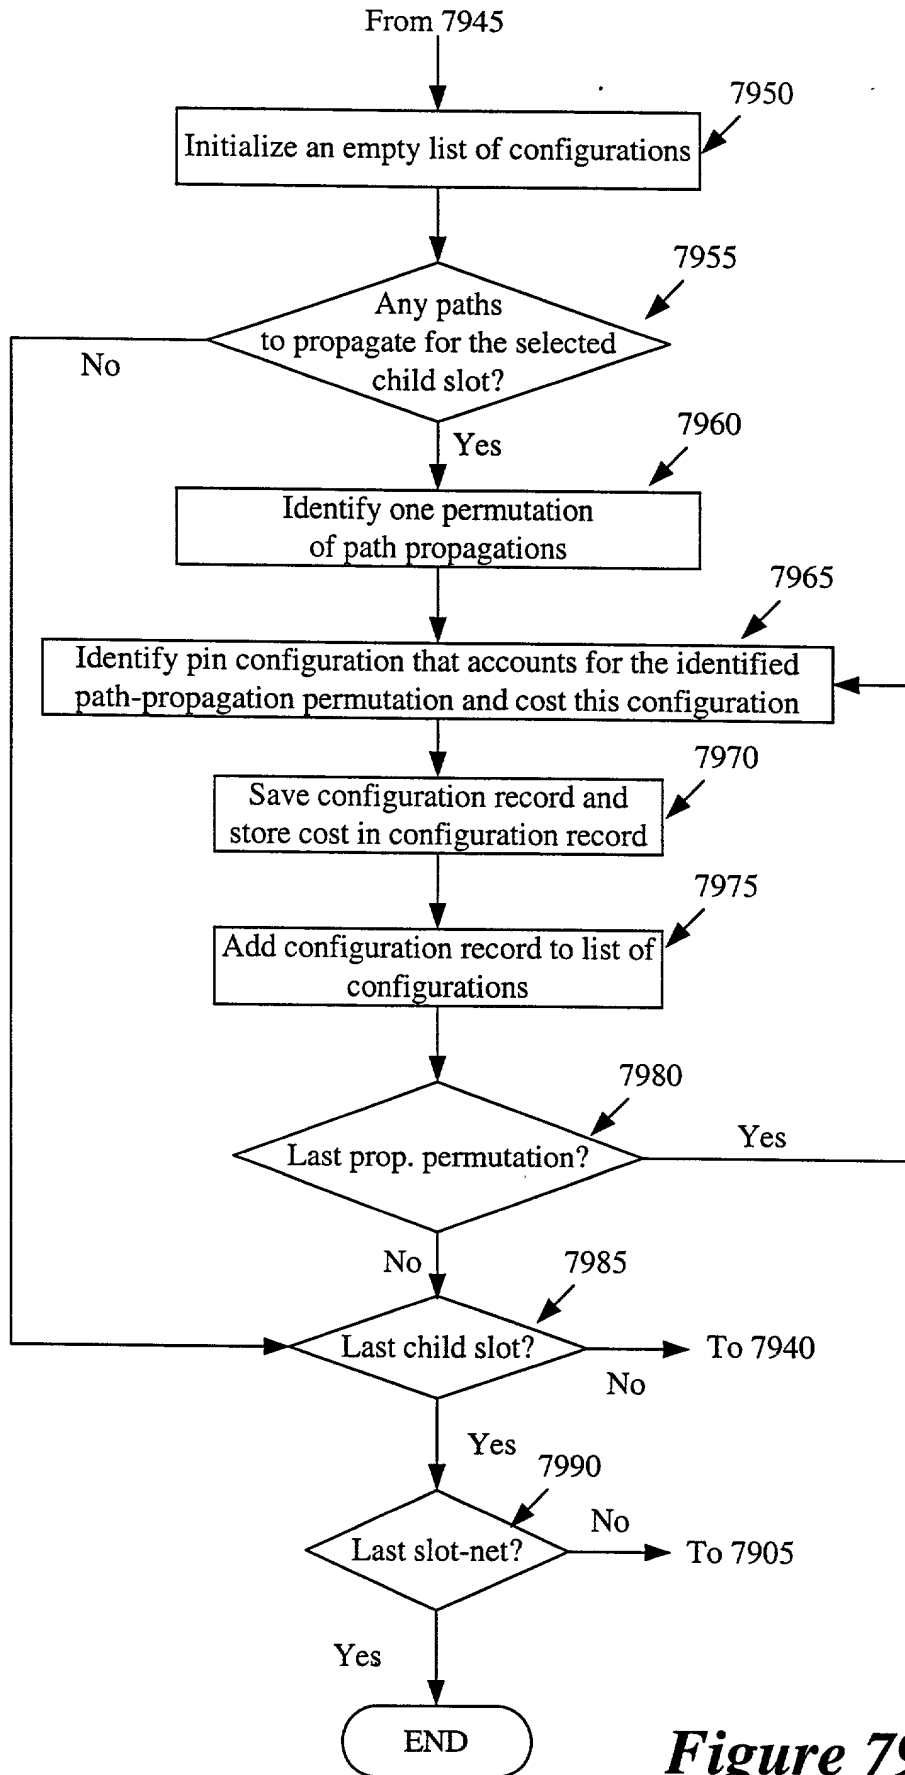 From 7945
7950
Initialize an empty list of configurations
7955
Any paths
to propagate for the selected
child slot?
No
Yes
7960
Identify one permutation
of path propagations
7965
Identify pin configuration that accounts for the identified
path-propagation permutation and cost this configuration
7970
Save configuration record and
store cost in configuration record
7975
Add configuration record to list of
configurations
7980
Last prop. permutation?
Yes
No
7985
Last child slot?
To 7940
No
Yes
7990
Last slot-net?
No
To 7905
Yes
END
Figure 79